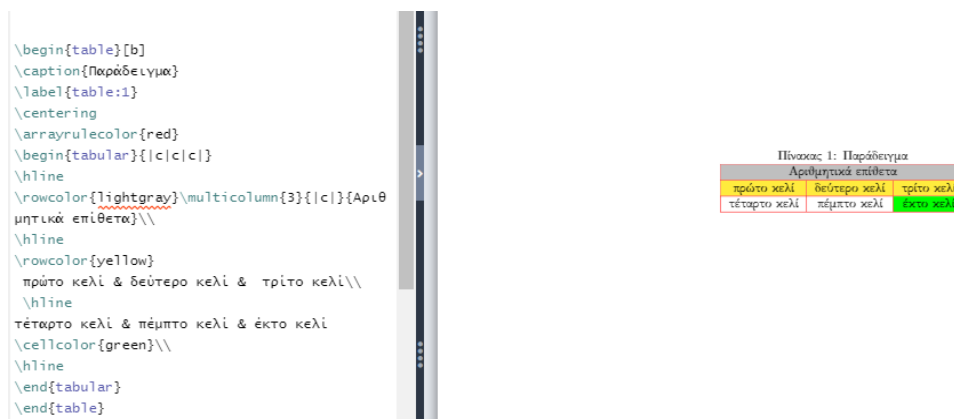 \begin{table}[b]
\caption{Παράδειγμα}
\label{table:1}
\centering
\arrayrulecolor{red}
\begin{tabular}{|c|c|c|}
\hline
\rowcolor{lightgray}\multicolumn{3}{|c|}{Αριθ
μητικά επίθετα}\\
\hline
\rowcolor{yellow}
πρώτο κελί & δεύτερο κελί & τρίτο κελί\\
\hline
τέταρτο κελί & πέμπτο κελί & έκτο κελί
\cellcolor{green}\\
\hline
\end{tabular}
\end{table}
Πίνακας 1: Παράδειγμα
Αριθμητικά επίθετα
πρώτο κελί δεύτερο κελί τρίτο κελί
τέταρτο κελί πέμπτο κελί έκτο κελί